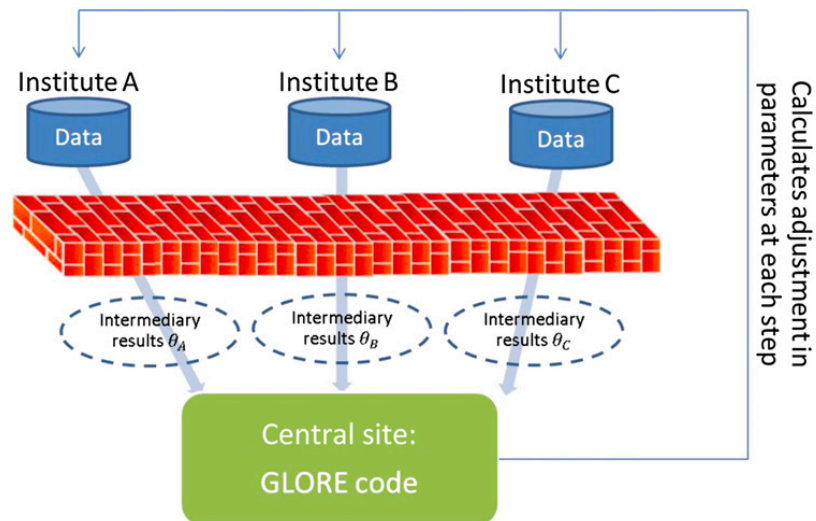 Institute A
Institute B
Institute C
Data
Data
Data
Intermediary
results θ_A
Intermediary
results θ_B
Intermediary
results θ_C
Central site:
GLORE code
Calculates adjustment in
parameters at each step